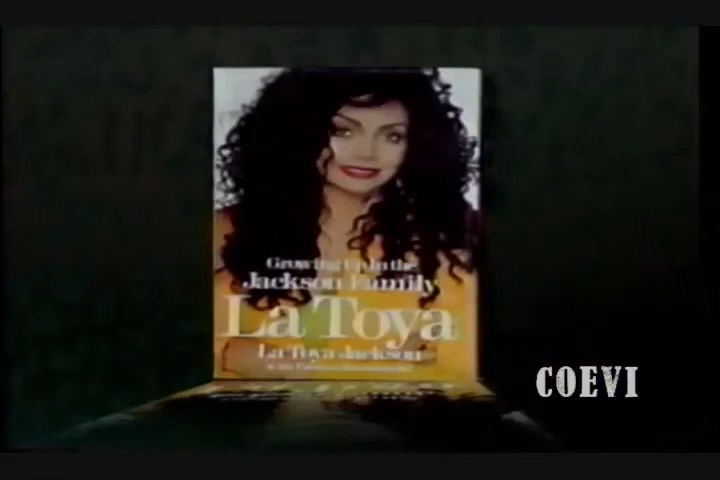 Growing Up In the
Jackson Family
La Toya
La Toya Jackson
COEVI